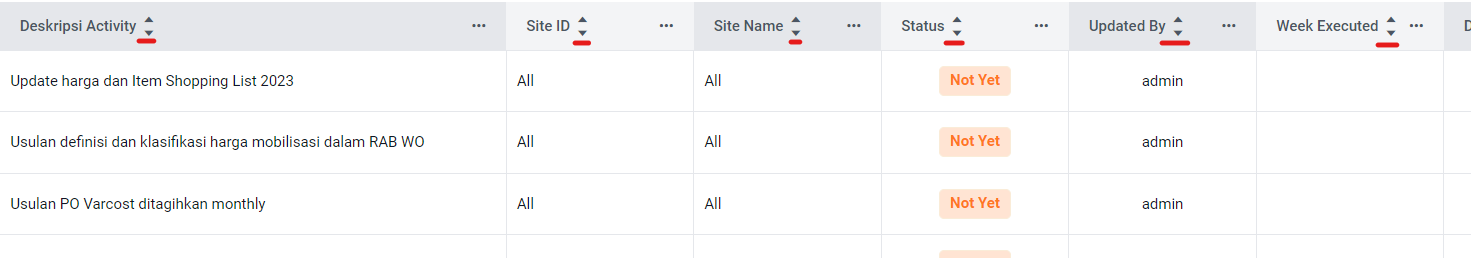 Deskripsi Activity ... Site ID ... Site Name ... Status ... Updated By ... Week Executed ... D
Update harga dan Item Shopping List 2023 All All Not Yet admin
Usulan definisi dan klasifikasi harga mobilisasi dalam RAB WO All All Not Yet admin
Usulan PO Varcost ditagihkan monthly All All Not Yet admin